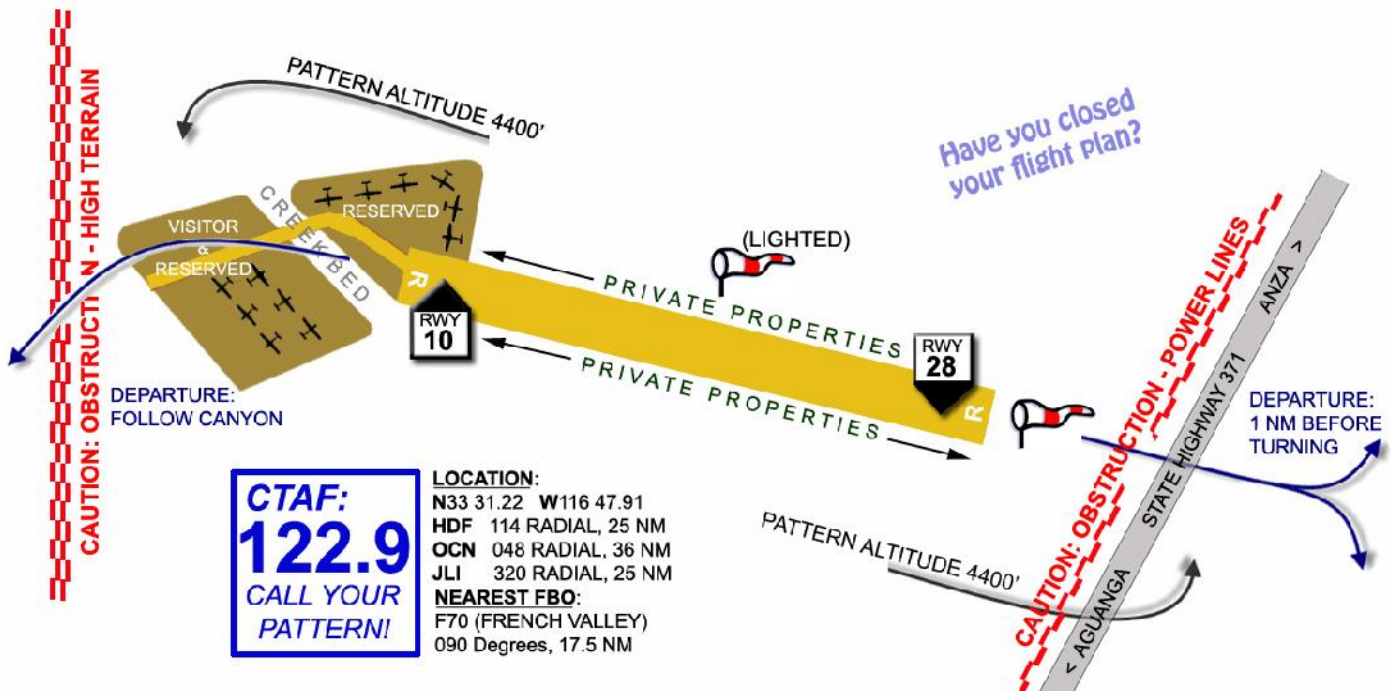 CAUTION: OBSTRUCTI N - HIGH TERRAIN
PATTERN ALTITUDE 4400'
Have you closed
your flight plan?
VISITOR
&
RESERVED
CREEK BED
RESERVED
R
RWY
10
(LIGHTED)
PRIVATE PROPERTIES
PRIVATE PROPERTIES
RWY
28
R
CAUTION: OBSTRUCTION - POWER LINES
< AGUANGA STATE HIGHWAY 371 ANZA >
DEPARTURE:
FOLLOW CANYON
DEPARTURE:
1 NM BEFORE
TURNING
CTAF:
122.9
CALL YOUR
PATTERN!
LOCATION:
N33 31.22 W116 47.91
HDF 114 RADIAL, 25 NM
OCN 048 RADIAL, 36 NM
JLI 320 RADIAL, 25 NM
NEAREST FBO:
F70 (FRENCH VALLEY)
090 Degrees, 17.5 NM
PATTERN ALTITUDE 4400'